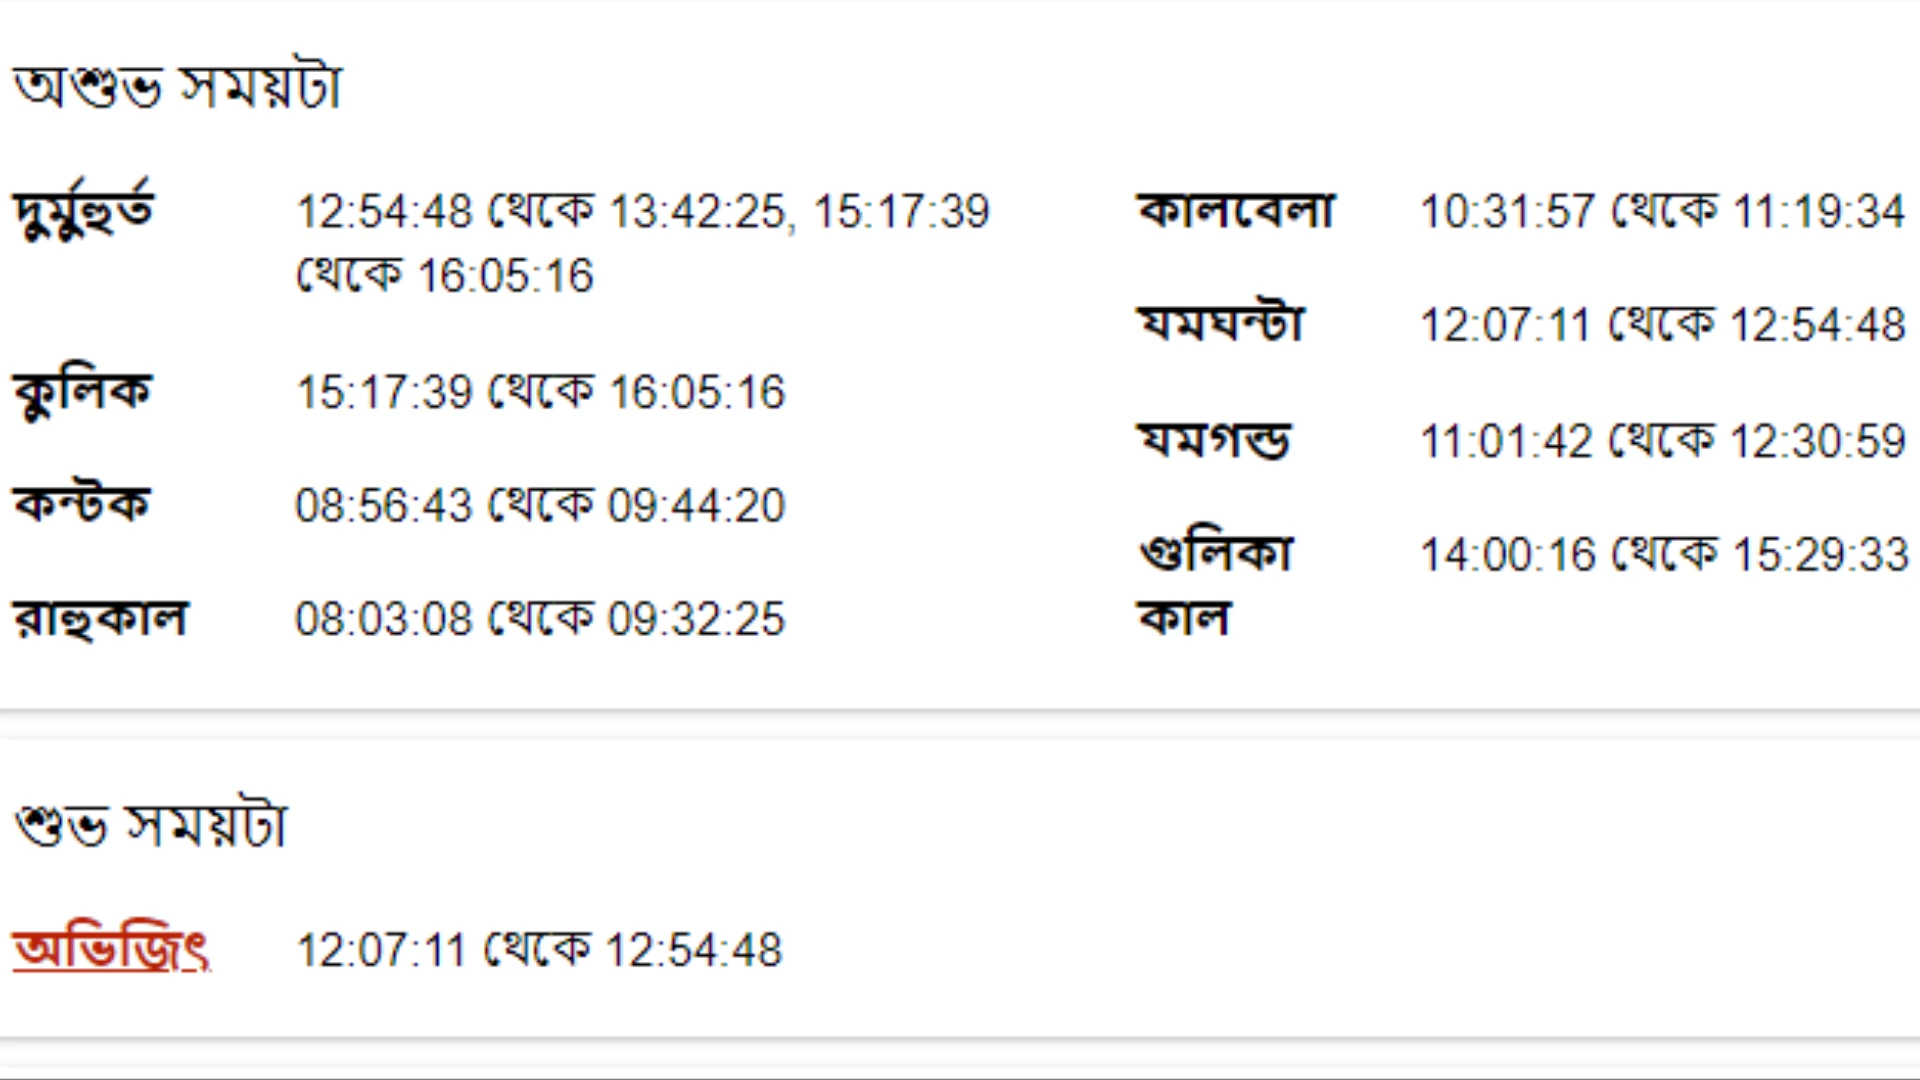 অশুভ সময়টা
দুর্মুহুর্ত 12:54:48 থেকে 13:42:25, 15:17:39
থেকে 16:05:16
কুলিক 15:17:39 থেকে 16:05:16
কন্টক 08:56:43 থেকে 09:44:20
রাহুকাল 08:03:08 থেকে 09:32:25
কালবেলা 10:31:57 থেকে 11:19:34
যমঘন্টা 12:07:11 থেকে 12:54:48
যমগন্ড 11:01:42 থেকে 12:30:59
গুলিকা 14:00:16 থেকে 15:29:33
কাল
শুভ সময়টা
অভিজিৎ 12:07:11 থেকে 12:54:48